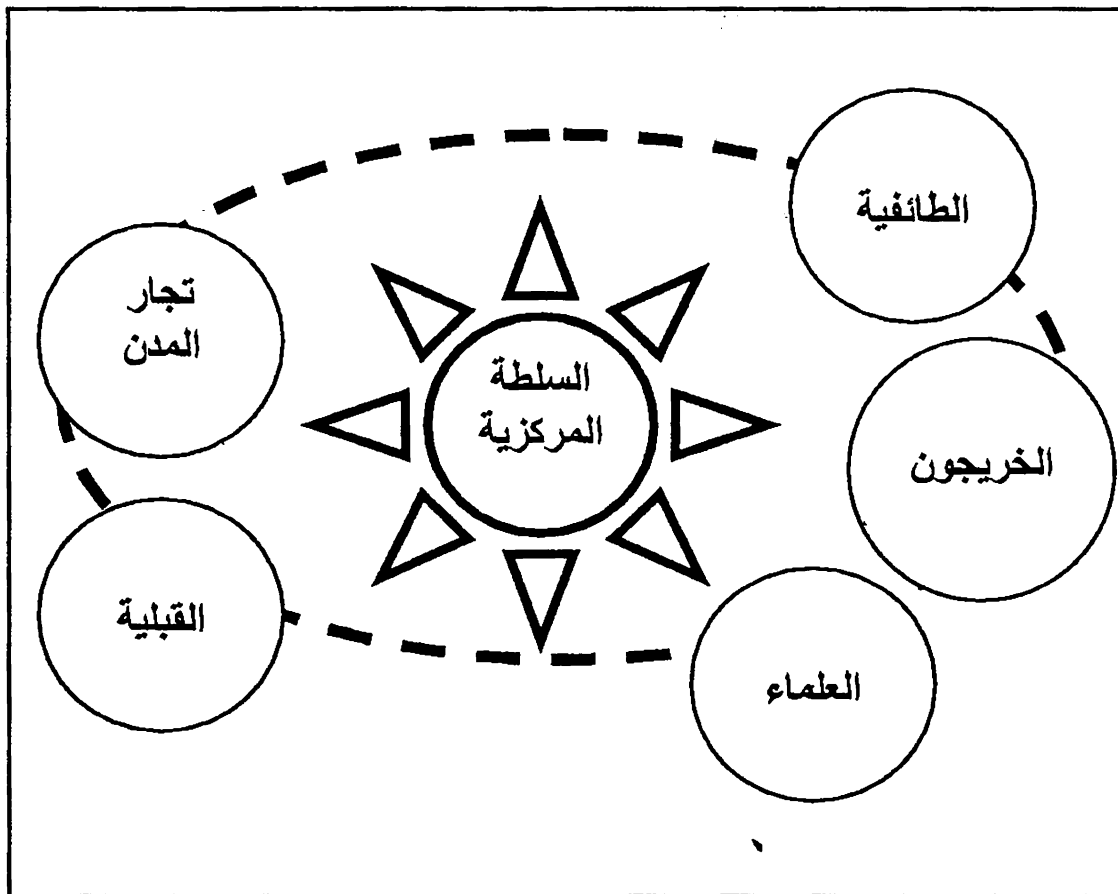 الطائفية
تجار
المدن
السلطة
المركزية
الخريجون
القبلية
العلماء